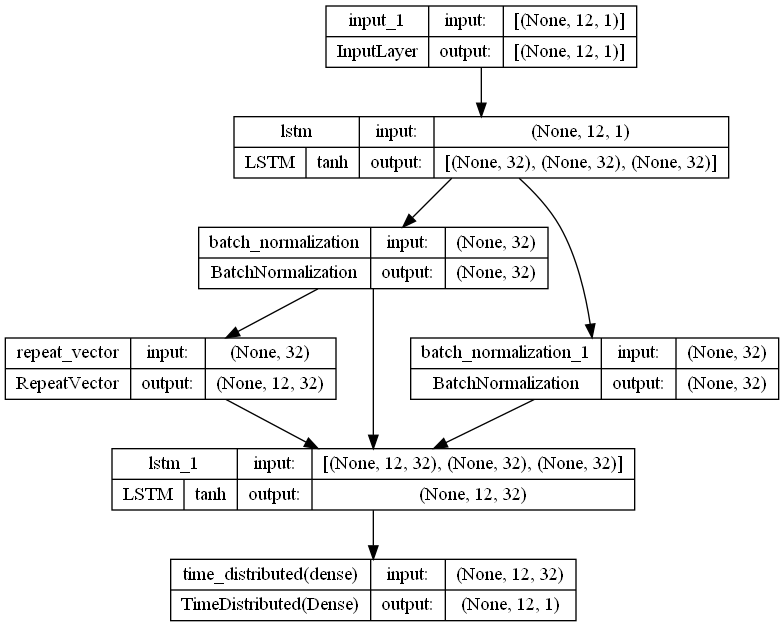 input_1 input: [(None, 12, 1)]
InputLayer output: [(None, 12, 1)]
lstm input: (None, 12, 1)
LSTM tanh output: [(None, 32), (None, 32), (None, 32)]
batch_normalization input: (None, 32)
BatchNormalization output: (None, 32)
repeat_vector input: (None, 32)
RepeatVector output: (None, 12, 32)
batch_normalization_1 input: (None, 32)
BatchNormalization output: (None, 32)
lstm_1 input: [(None, 12, 32), (None, 32), (None, 32)]
LSTM tanh output: (None, 12, 32)
time_distributed(dense) input: (None, 12, 32)
TimeDistributed(Dense) output: (None, 12, 1)